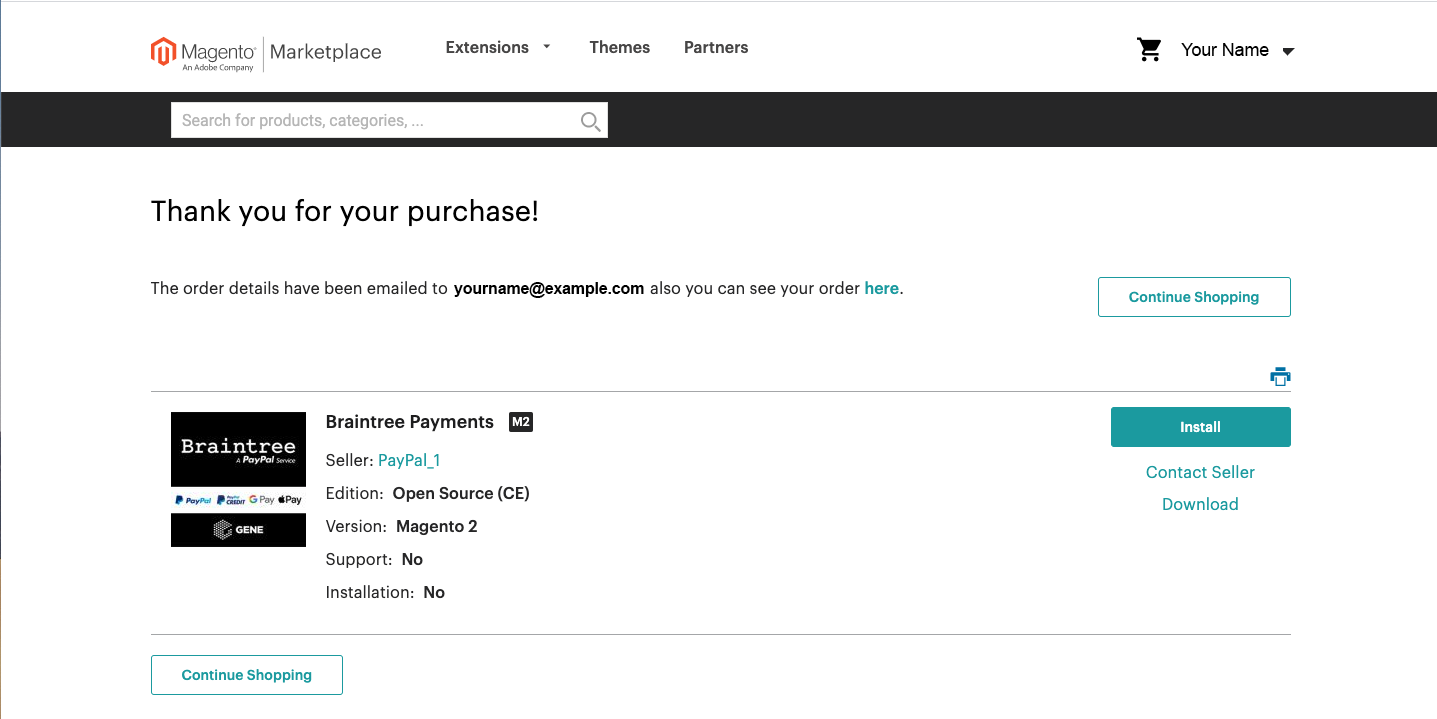 Magento Marketplace
An Adobe Company
Extensions
Themes
Partners
Your Name
Search for products, categories, ...
Thank you for your purchase!
The order details have been emailed to yourname@example.com also you can see your order here.
Continue Shopping
Braintree
A PayPal Service
PayPal PayPal CREDIT G Pay Pay
GENE
Braintree Payments M2
Seller: PayPal_1
Edition: Open Source (CE)
Version: Magento 2
Support: No
Installation: No
Install
Contact Seller
Download
Continue Shopping